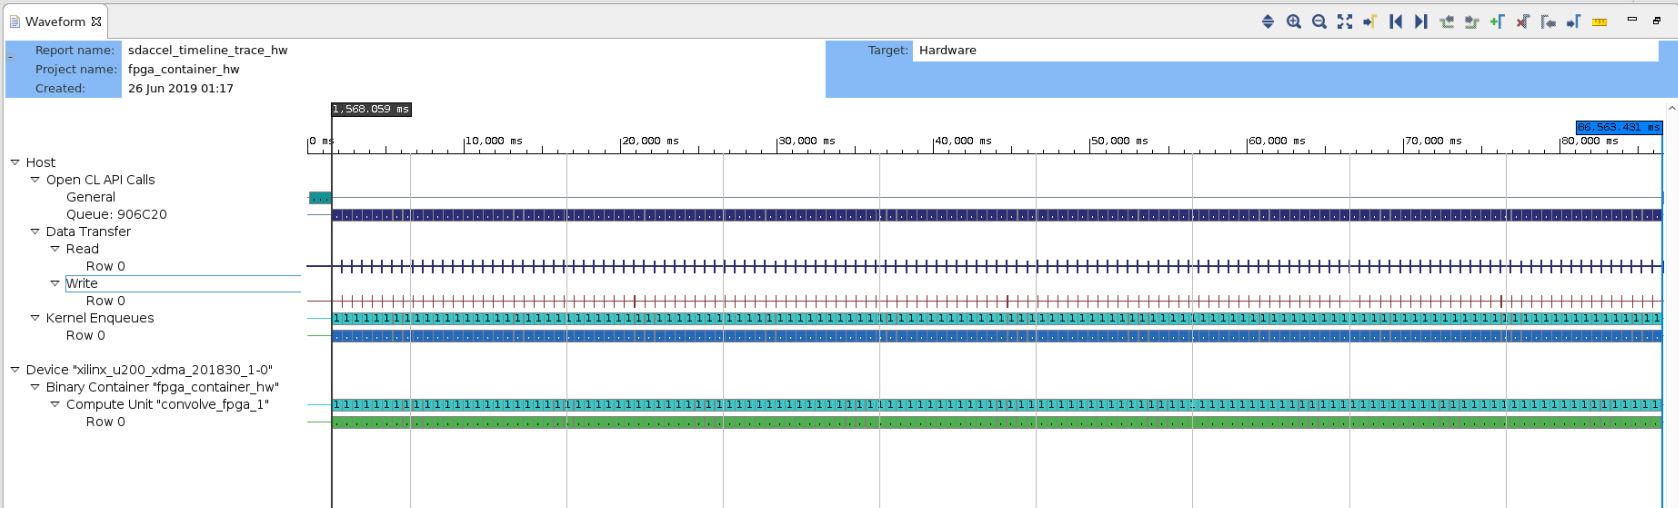 Waveform
Report name: sdaccel_timeline_trace_hw
Target: Hardware
Project name: fpga_container_hw
Created: 26 Jun 2019 01:17
1,568.059 ms
86,563.431 ms
0 ms 10,000 ms 20,000 ms 30,000 ms 40,000 ms 50,000 ms 60,000 ms 70,000 ms 80,000 ms
Host
Open CL API Calls
General
Queue: 906C20
Data Transfer
Read
Row 0
Write
Row 0
Kernel Enqueues
Row 0
Device "xilinx_u200_xdma_201830_1-0"
Binary Container "fpga_container_hw"
Compute Unit "convolve_fpga_1"
Row 0